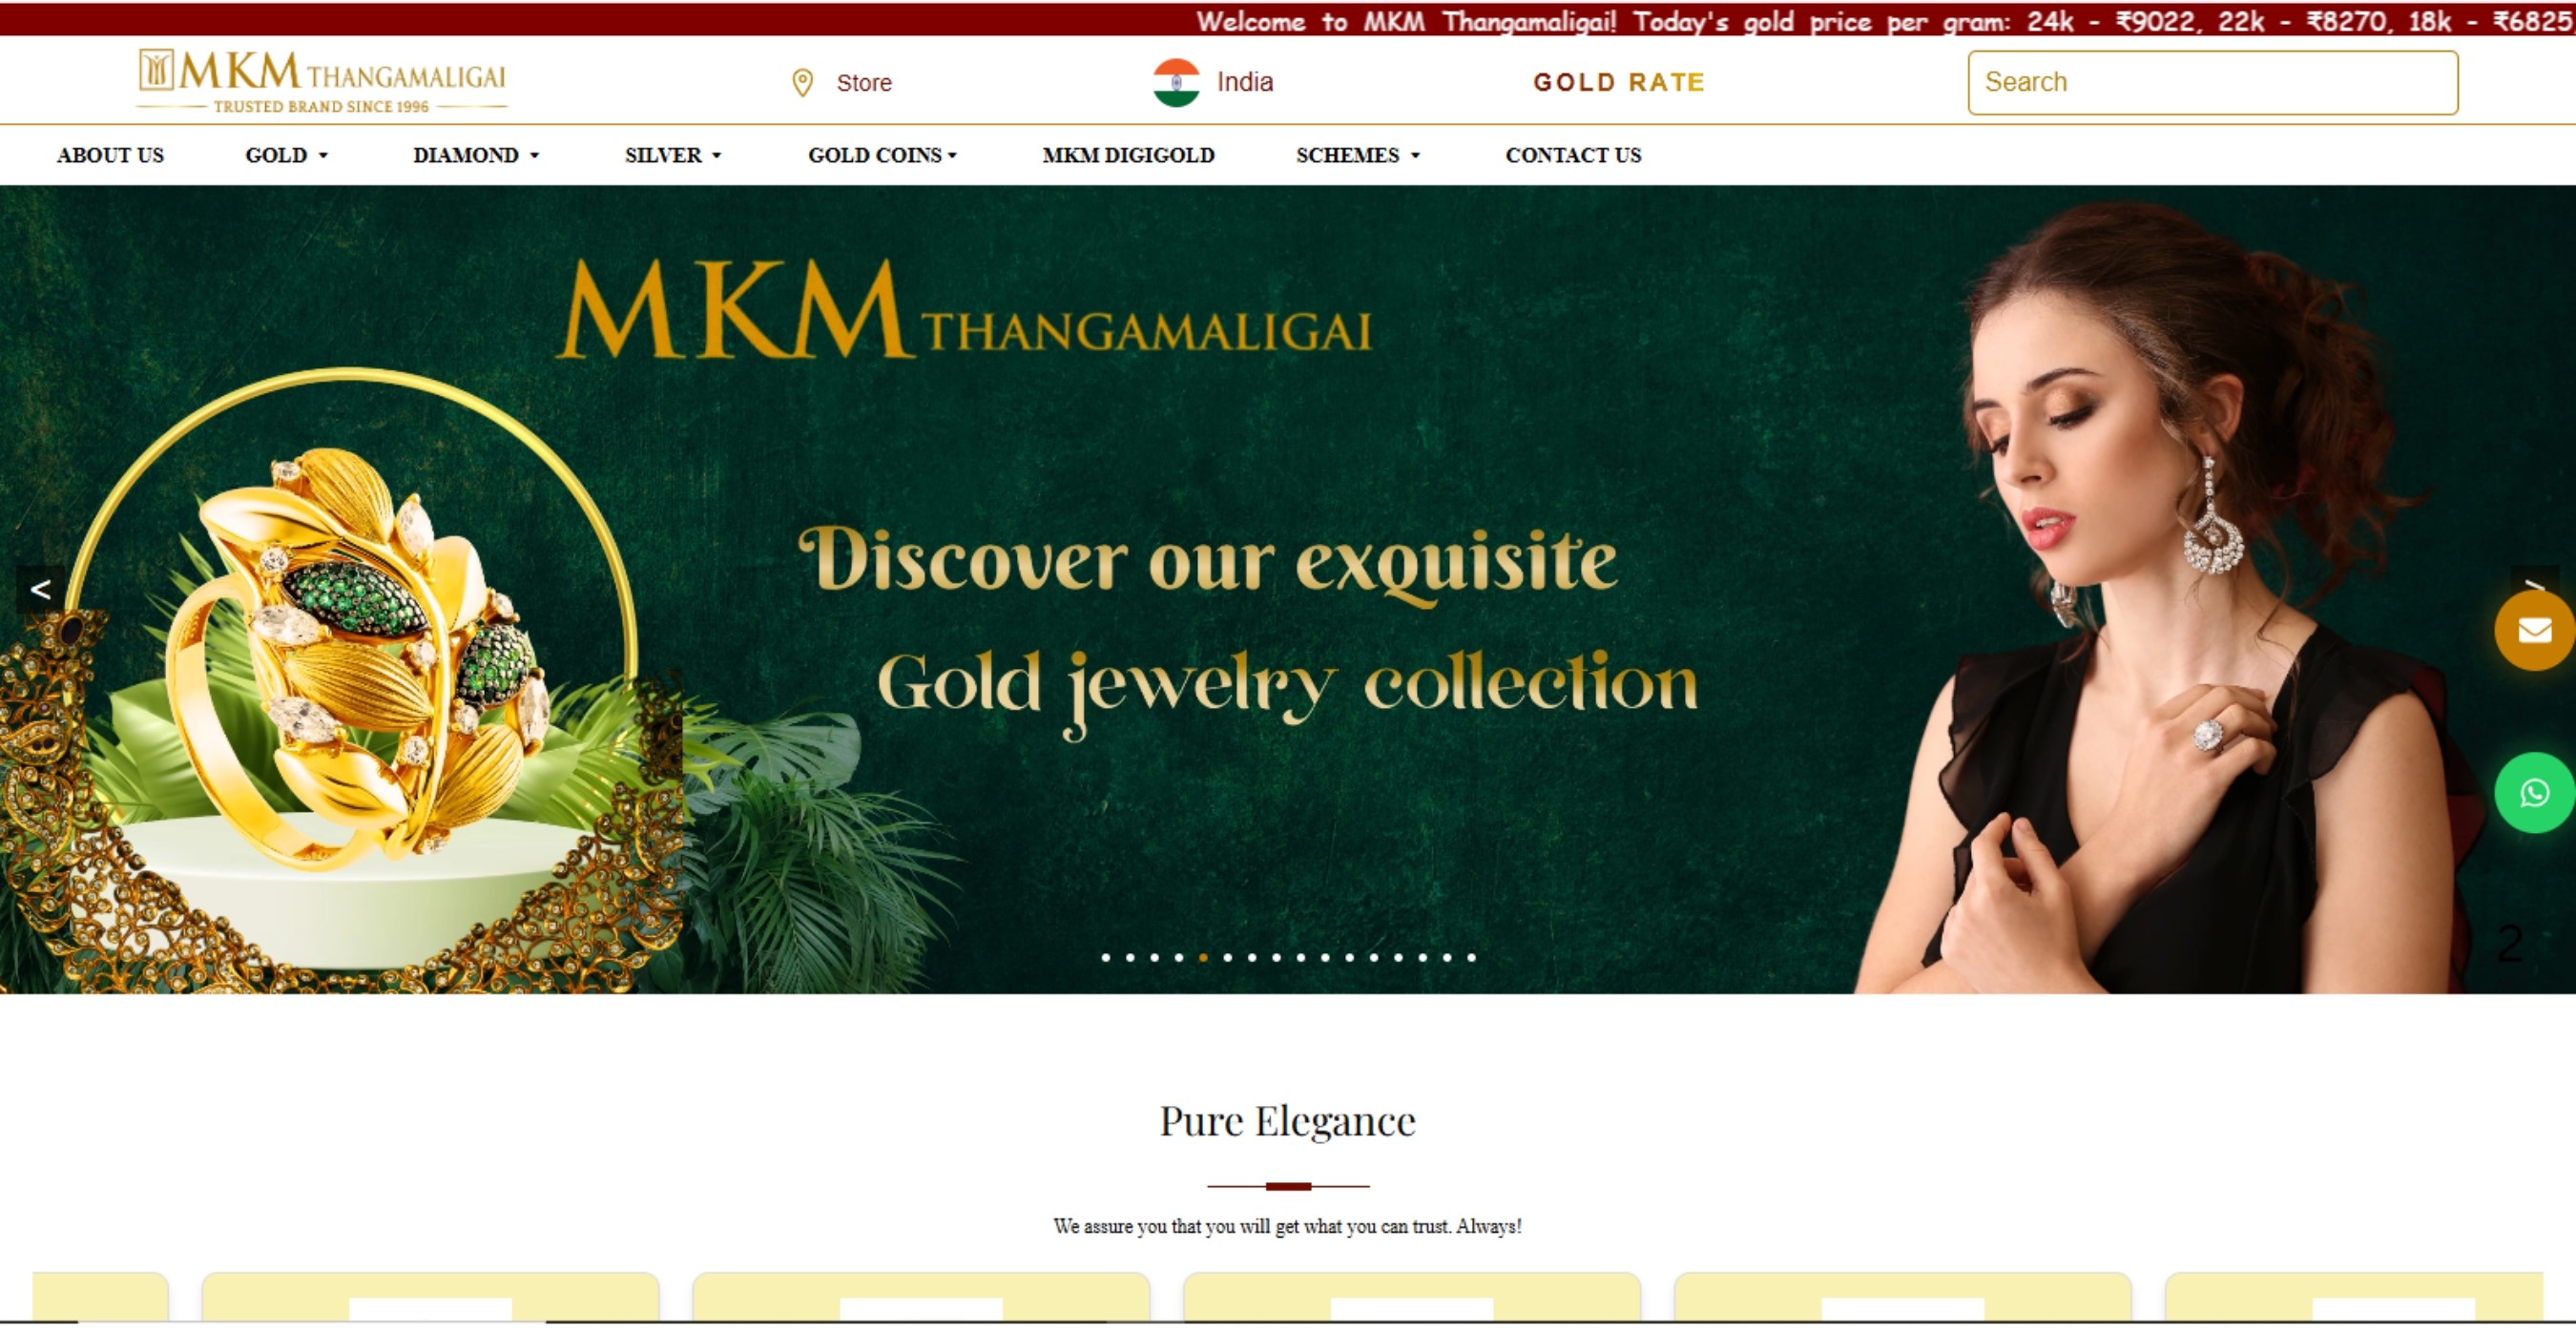 Welcome to MKM Thangamaligai! Today's gold price per gram: 24k - ₹9022, 22k - ₹8270, 18k - ₹6825
MKM THANGAMALIGAI
TRUSTED BRAND SINCE 1996
Store
India
GOLD RATE
Search
ABOUT US
GOLD
DIAMOND
SILVER
GOLD COINS
MKM DIGIGOLD
SCHEMES
CONTACT US
MKM THANGAMALIGAI
Discover our exquisite
Gold jewelry collection
<
>
2
Pure Elegance
We assure you that you will get what you can trust. Always!